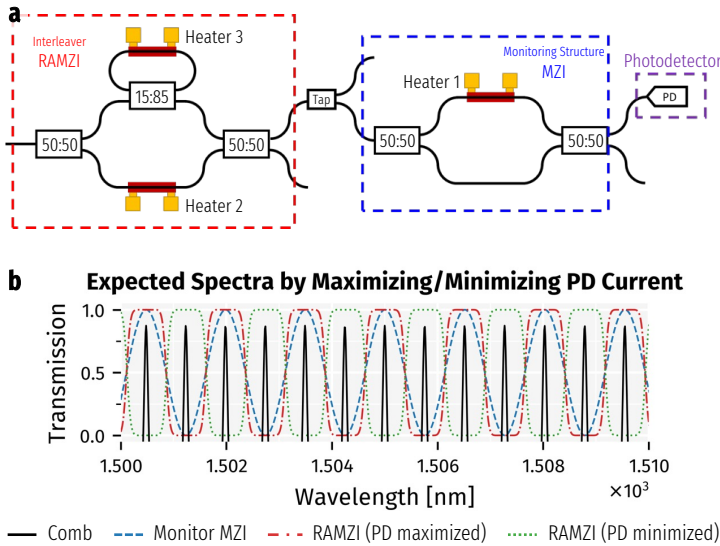 a
Interleaver
RAMZI
Heater 3
15:85
50:50
50:50
Heater 2
Tap
Monitoring Structure
MZI
Heater 1
50:50
50:50
Photodetector
PD
b
Expected Spectra by Maximizing/Minimizing PD Current
Transmission
1.0
0.5
0.0
1.500 1.502 1.504 1.506 1.508 1.510
×10³
Wavelength [nm]
Comb Monitor MZI RAMZI (PD maximized) RAMZI (PD minimized)